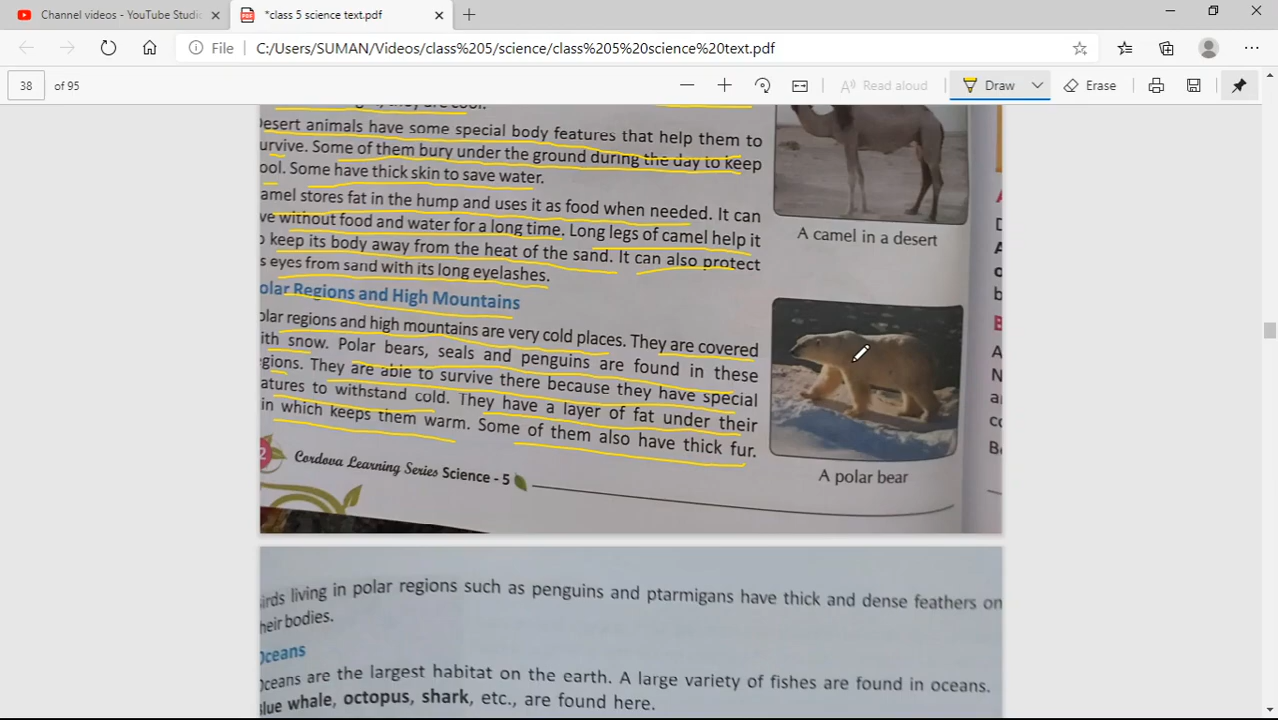 Channel videos - YouTube Studi
*class 5 science text.pdf
File C:/Users/SUMAN/Videos/class%205/science/class%205%20science%20text.pdf
38 of 95
Read aloud
Draw
Erase
they are cool.
esert animals have some special body features that help them to
urvive. Some of them bury under the ground during the day to keep
ool. Some have thick skin to save water.
amel stores fat in the hump and uses it as food when needed. It can
ve without food and water for a long time. Long legs of camel help it
o keep its body away from the heat of the sand. It can also protect
s eyes from sand with its long eyelashes.
A camel in a desert
olar Regions and High Mountains
olar regions and high mountains are very cold places. They are covered
ith snow. Polar bears, seals and penguins are found in these
egions. They are able to survive there because they have special
atures to withstand cold. They have a layer of fat under their
in which keeps them warm. Some of them also have thick fur.
A polar bear
2 Cordova Learning Series Science - 5
irds living in polar regions such as penguins and ptarmigans have thick and dense feathers on
heir bodies.
Oceans
Oceans are the largest habitat on the earth. A large variety of fishes are found in oceans.
lue whale, octopus, shark, etc., are found here.